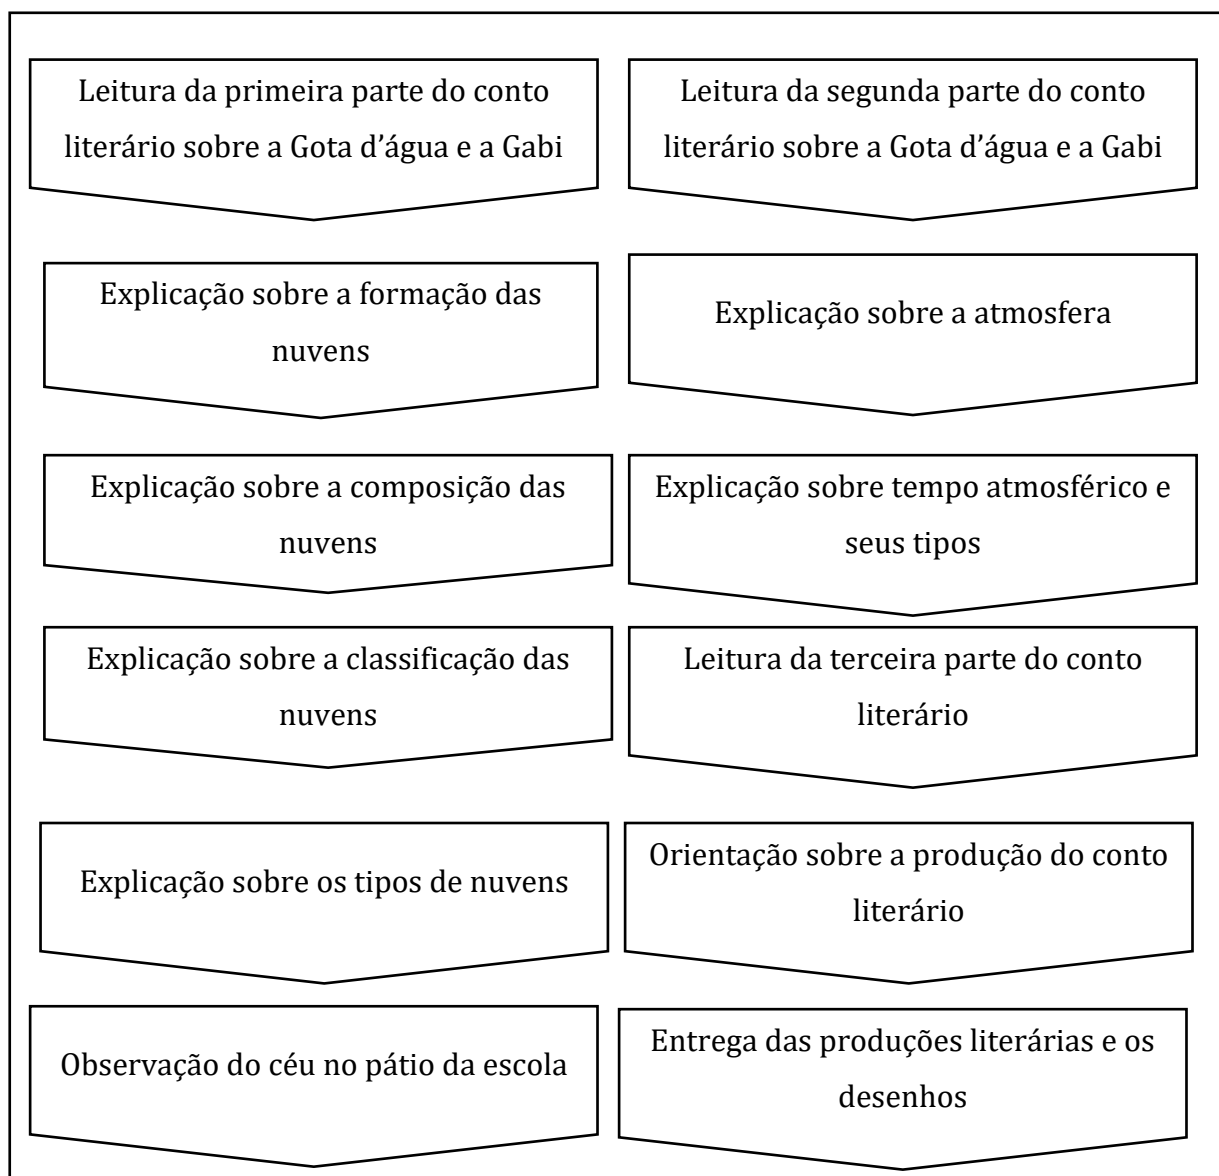 Leitura da primeira parte do conto
literário sobre a Gota d’água e a Gabi
Explicação sobre a formação das
nuvens
Explicação sobre a composição das
nuvens
Explicação sobre a classificação das
nuvens
Explicação sobre os tipos de nuvens
Observação do céu no pátio da escola
Leitura da segunda parte do conto
literário sobre a Gota d’água e a Gabi
Explicação sobre a atmosfera
Explicação sobre tempo atmosférico e
seus tipos
Leitura da terceira parte do conto
literário
Orientação sobre a produção do conto
literário
Entrega das produções literárias e os
desenhos